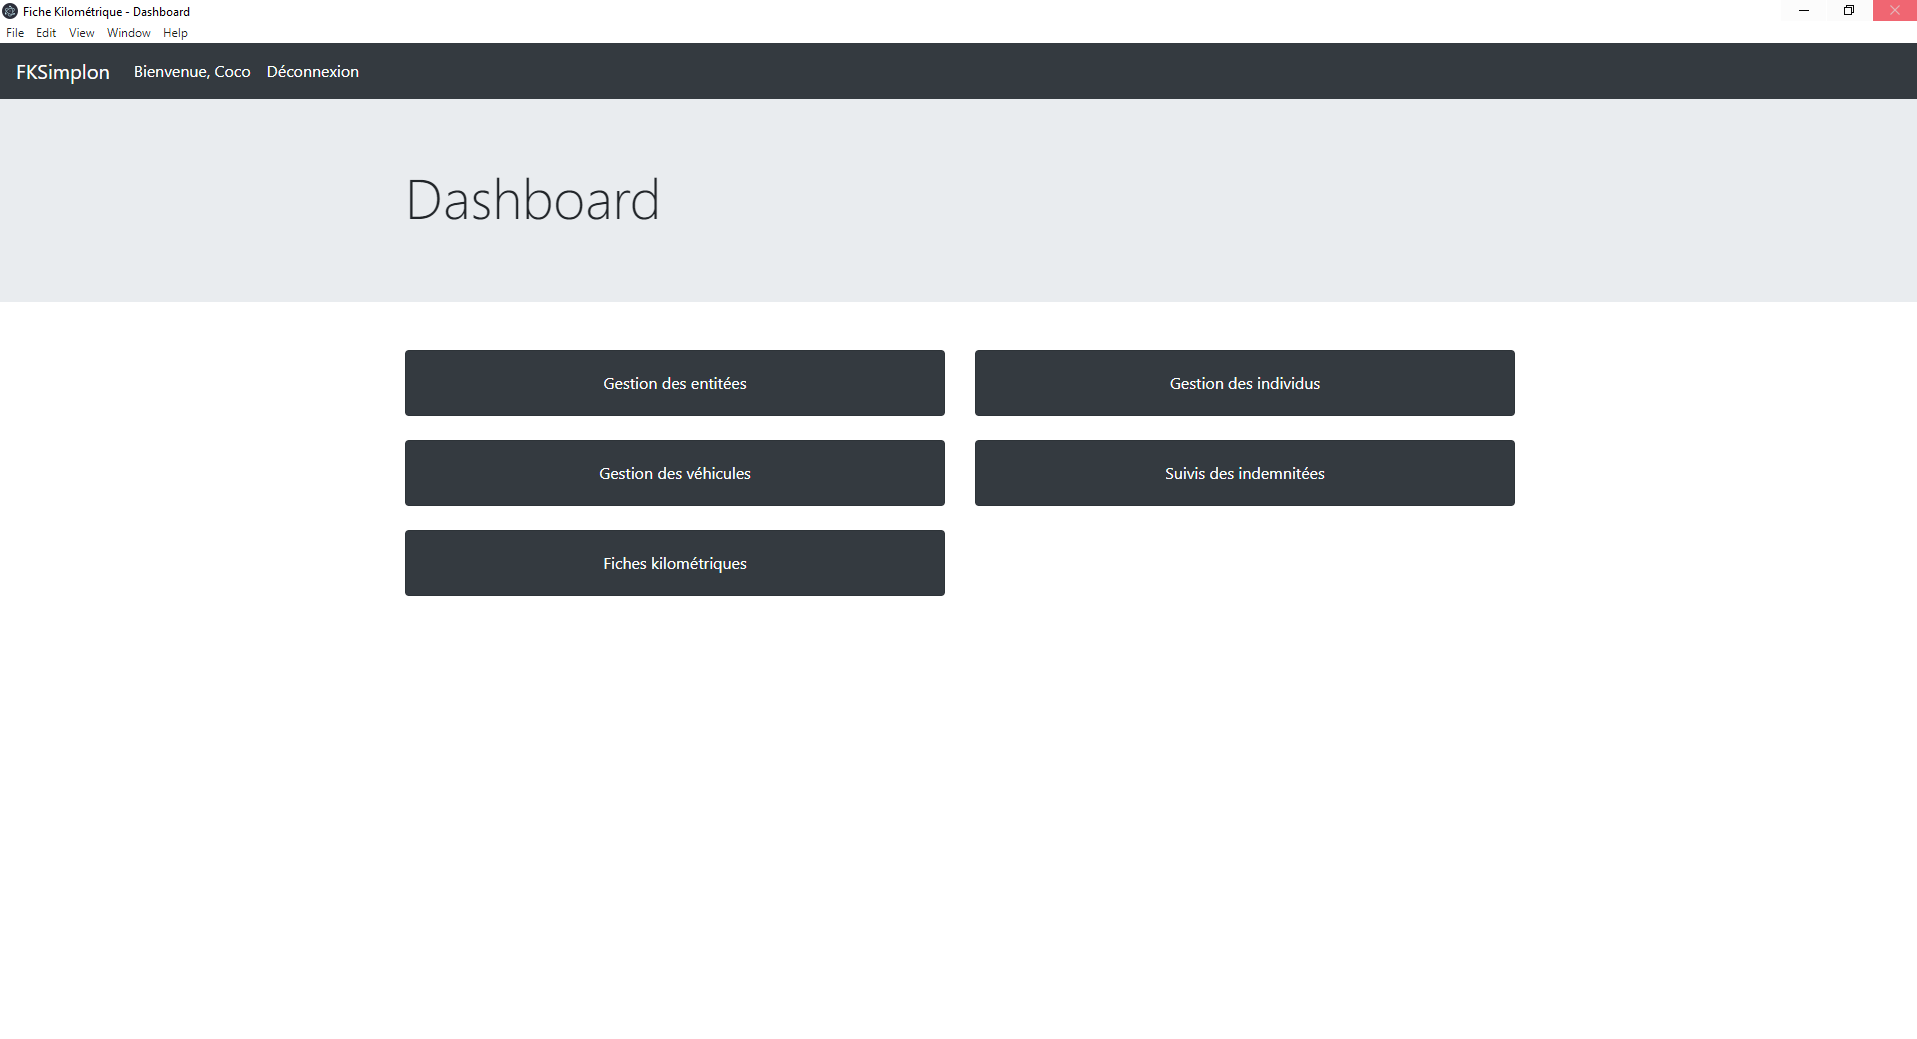 Fiche Kilométrique - Dashboard
File Edit View Window Help
FKSimplon Bienvenue, Coco Déconnexion
Dashboard
Gestion des entitées Gestion des individus
Gestion des véhicules Suivis des indemnitées
Fiches kilométriques